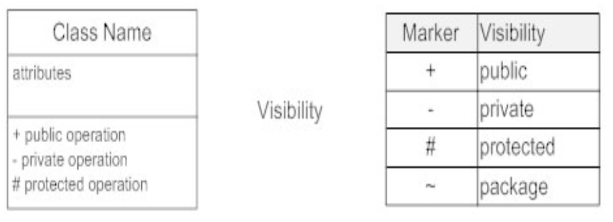 Class Name
attributes
+ public operation
- private operation
# protected operation
Visibility
Marker Visibility
+ public
- private
# protected
~ package